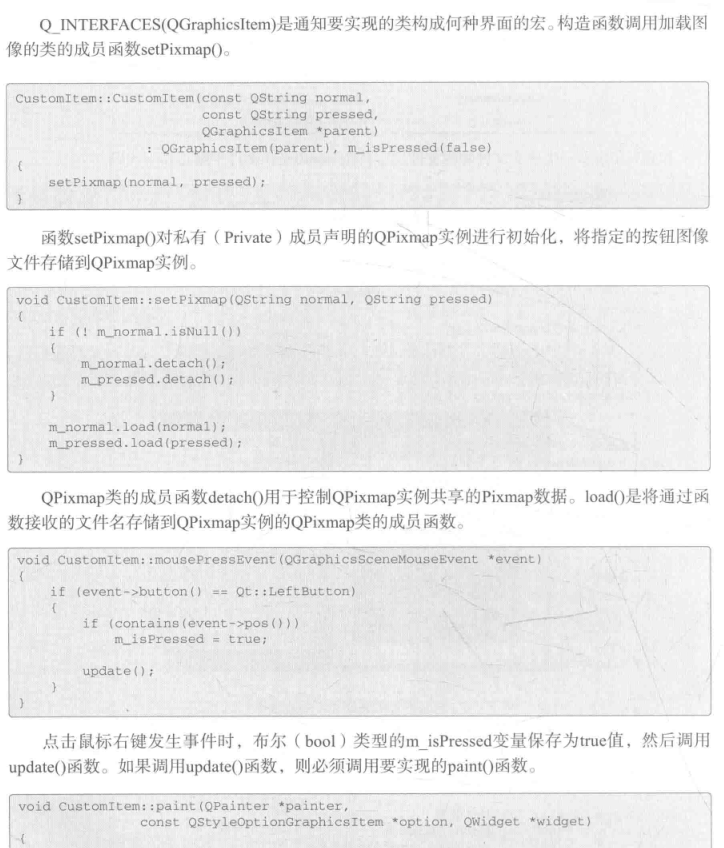 Q_INTERFACES(QGraphicsItem)是通知要实现的类构成何种界面的宏。构造函数调用加载图
像的类的成员函数setPixmap()。
CustomItem::CustomItem(const QString normal,
                       const QString pressed,
                       QGraphicsItem *parent)
                : QGraphicsItem(parent), m_isPressed(false)
{
    setPixmap(normal, pressed);
}
函数setPixmap()对私有（Private）成员声明的QPixmap实例进行初始化，将指定的按钮图像
文件存储到QPixmap实例。
void CustomItem::setPixmap(QString normal, QString pressed)
{
    if (! m_normal.isNull())
    {
        m_normal.detach();
        m_pressed.detach();
    }
    m_normal.load(normal);
    m_pressed.load(pressed);
}
QPixmap类的成员函数detach()用于控制QPixmap实例共享的Pixmap数据。load()是将通过函
数接收的文件名存储到QPixmap实例的QPixmap类的成员函数。
void CustomItem::mousePressEvent(QGraphicsSceneMouseEvent *event)
{
    if (event->button() == Qt::LeftButton)
    {
        if (contains(event->pos()))
            m_isPressed = true;
        update();
    }
}
点击鼠标右键发生事件时，布尔（bool）类型的m_isPressed变量保存为true值，然后调用
update()函数。如果调用update()函数，则必须调用要实现的paint()函数。
void CustomItem::paint(QPainter *painter,
                const QStyleOptionGraphicsItem *option, QWidget *widget)
{